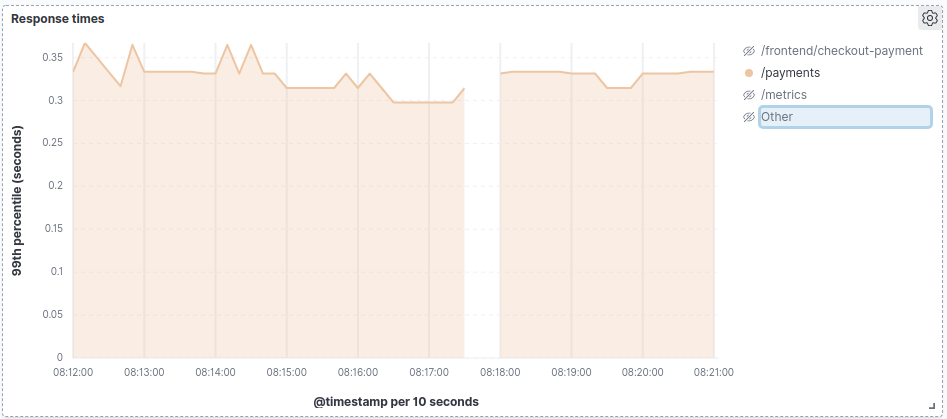 Response times
/frontend/checkout-payment
/payments
/metrics
Other
99th percentile (seconds)
0.35
0.3
0.25
0.2
0.15
0.1
0.05
0
08:12:00 08:13:00 08:14:00 08:15:00 08:16:00 08:17:00 08:18:00 08:19:00 08:20:00 08:21:00
@timestamp per 10 seconds